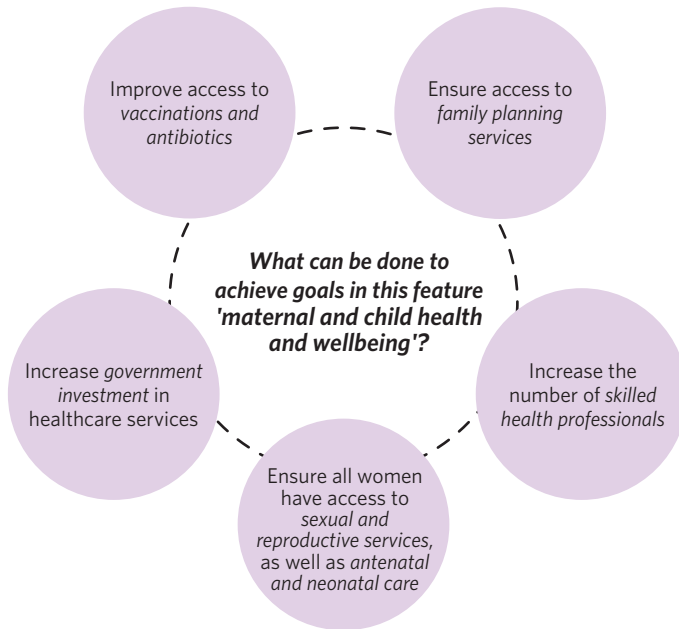 Improve access to
vaccinations and
antibiotics
Ensure access to
family planning
services
What can be done to
achieve goals in this feature
'maternal and child health
and wellbeing'?
Increase government
investment in
healthcare services
Increase the
number of skilled
health professionals
Ensure all women
have access to
sexual and
reproductive services,
as well as antenatal
and neonatal care